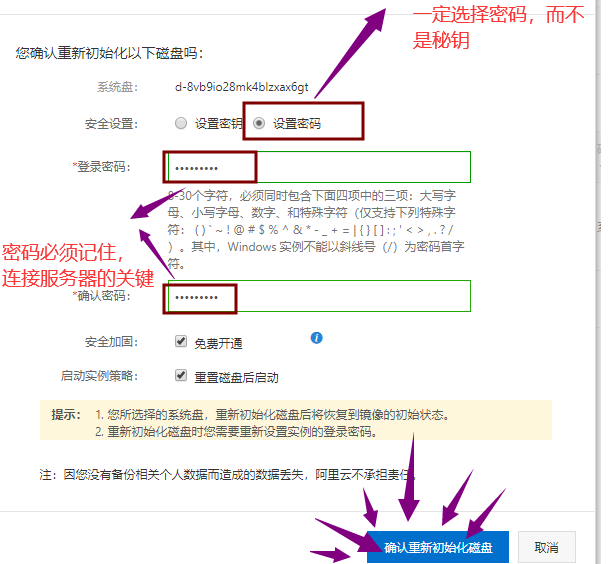 一定选择密码，而不
是秘钥
您确认重新初始化以下磁盘吗：
系统盘： d-8vb9io28mk4blzxax6gt
安全设置： 设置密钥 设置密码
*登录密码： •••••••••
8-30个字符，必须同时包含下面四项中的三项：大写字
母、小写字母、数字、和特殊字符（仅支持下列特殊字
符： ( ) ` ~ ! @ # $ % ^ & * - _ + = | { } [ ] : ; ' < > , . ? /
）。其中，Windows 实例不能以斜线号（/）为密码首字
符。
密码必须记住，
连接服务器的关键
*确认密码： •••••••••
安全加固： 免费开通
启动实例策略： 重置磁盘后启动
提示： 1. 您所选择的系统盘，重新初始化磁盘后将恢复到镜像的初始状态。
2. 重新初始化磁盘时您需要重新设置实例的登录密码。
注：因您没有备份相关个人数据而造成的数据丢失，阿里云不承担责任。
确认重新初始化磁盘 取消